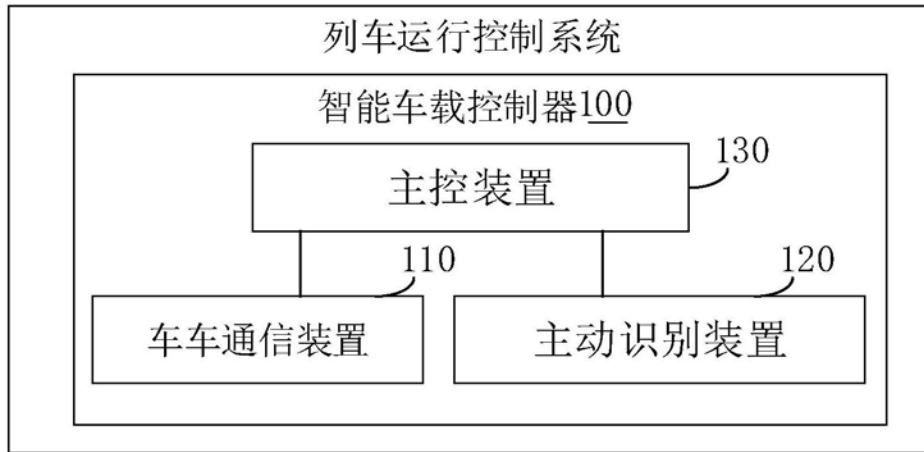 列车运行控制系统
智能车载控制器100
130
主控装置
110
120
车车通信装置
主动识别装置